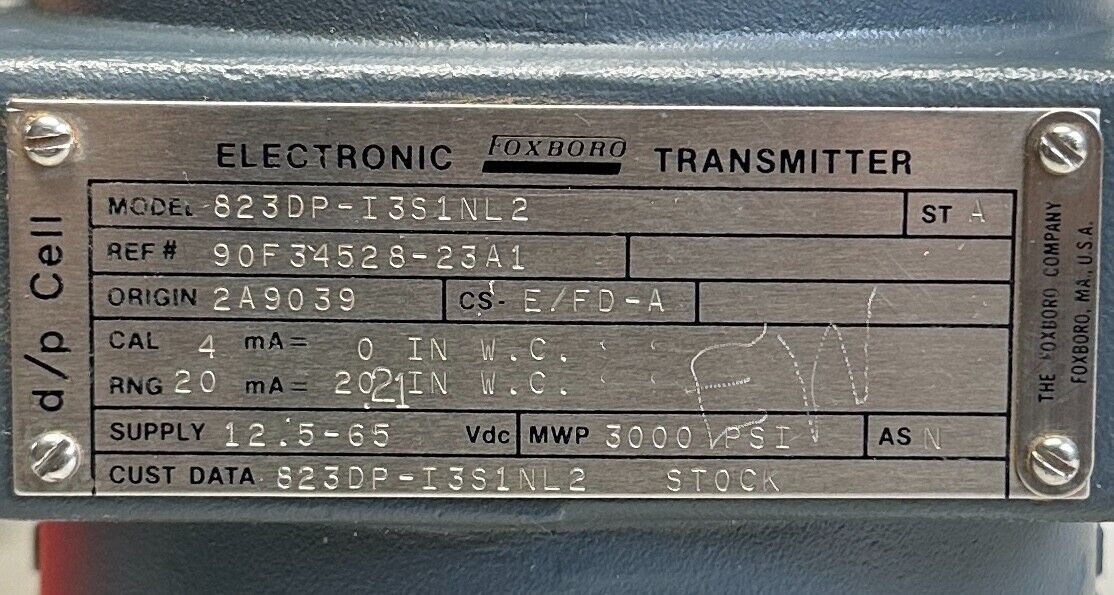 ELECTRONIC FOXBORO TRANSMITTER
d/p Cell
MODEL 823DP-I3S1NL2 ST A
REF # 90F34528-23A1
ORIGIN 2A9039 CS- E/FD-A
CAL 4 mA= 0 IN W.C.
RNG 20 mA= 2021 IN W.C.
SUPPLY 12.5-65 Vdc MWP 3000 PSI AS N
CUST DATA 823DP-I3S1NL2 STOCK
EW
THE FOXBORO COMPANY
FOXBORO, MA., U.S.A.